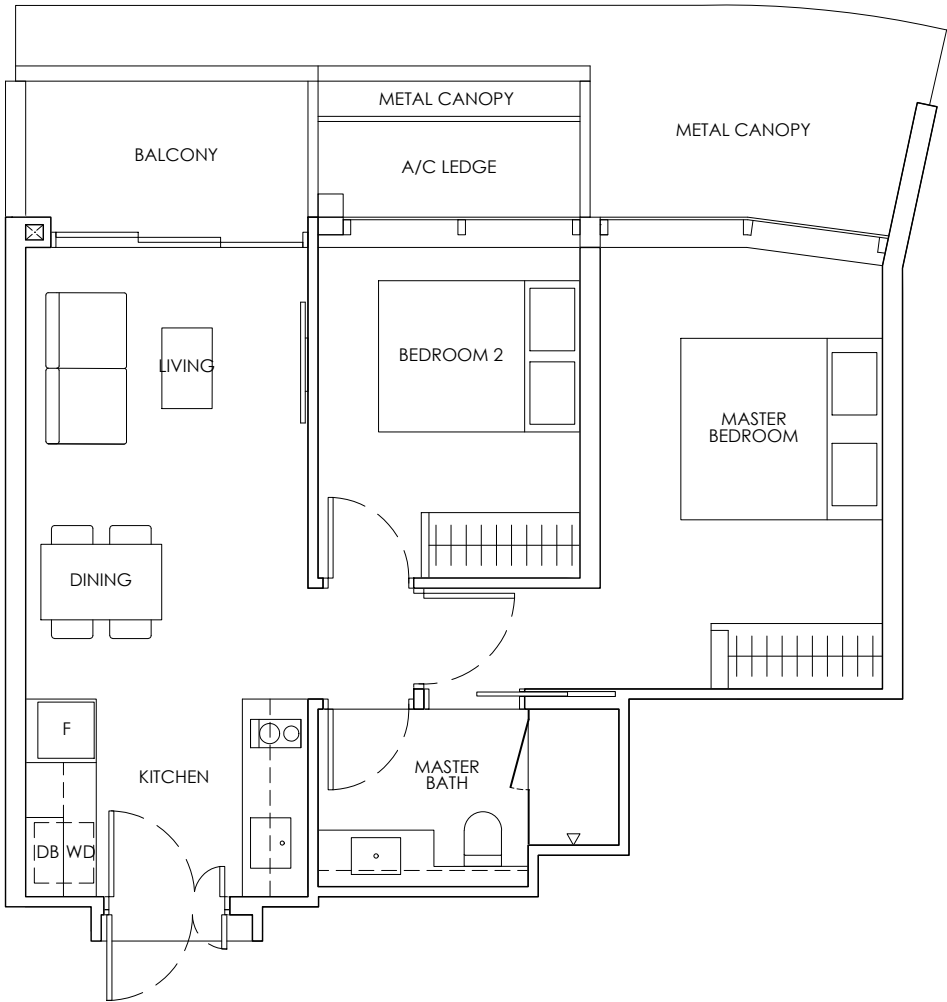 METAL CANOPY
METAL CANOPY
BALCONY
A/C LEDGE
BEDROOM 2
LIVING
MASTER
BEDROOM
DINING
F
KITCHEN
MASTER
BATH
DB WD